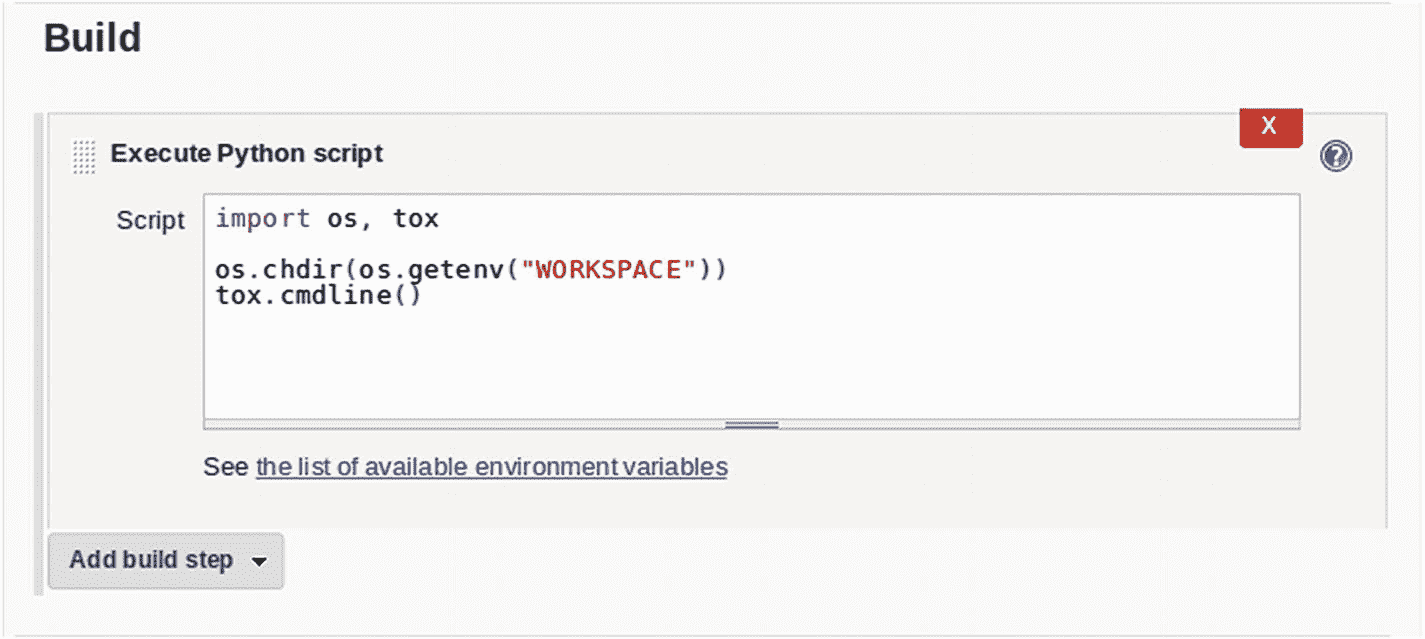 Build
X
Execute Python script
?
Script
import os, tox
os.chdir(os.getenv("WORKSPACE"))
tox.cmdline()
See the list of available environment variables
Add build step